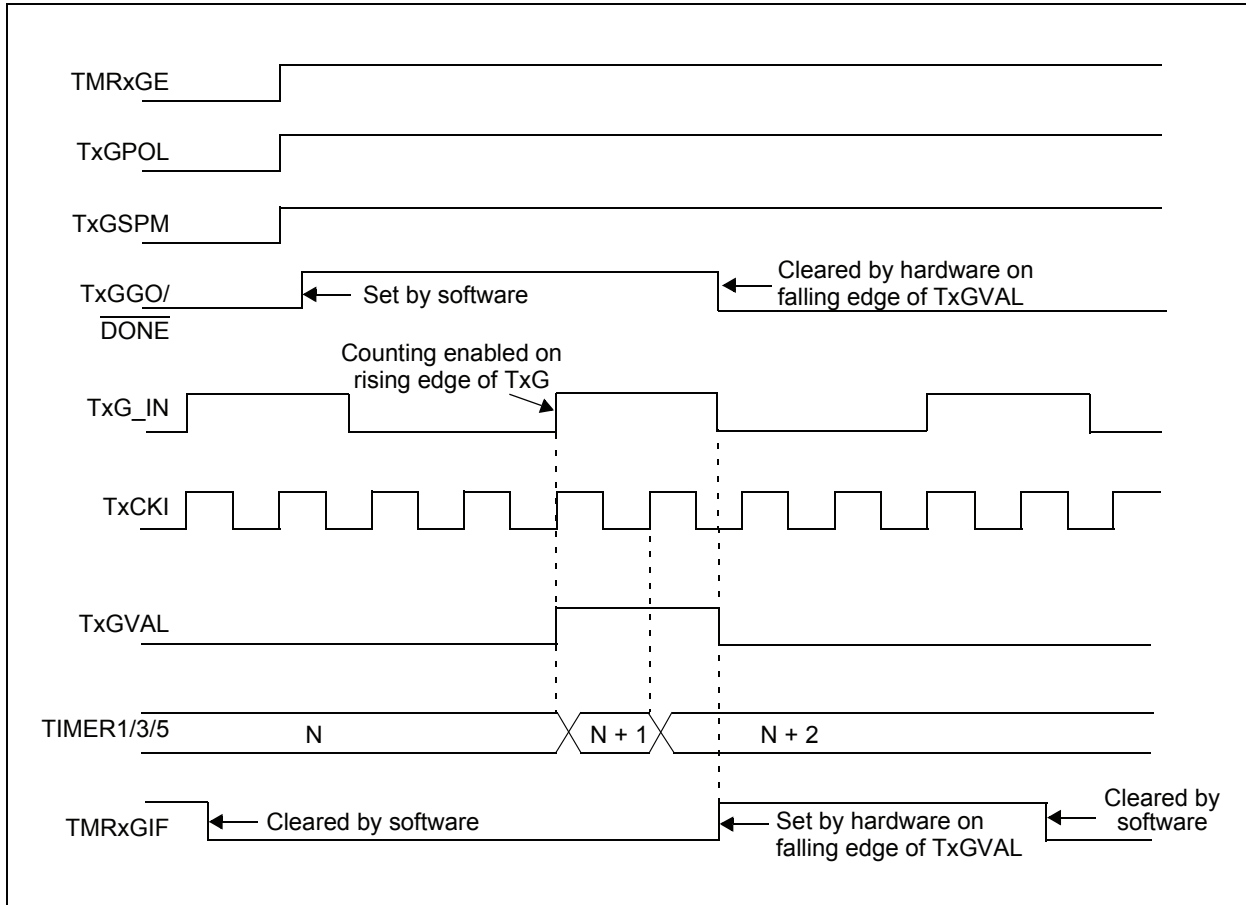 TMRxGE
TxGPOL
TxGSPM
TxGGO/
DONE
Set by software
Cleared by hardware on
falling edge of TxGVAL
Counting enabled on
rising edge of TxG
TxG_IN
TxCKI
TxGVAL
TIMER1/3/5
N
N + 1
N + 2
TMRxGIF
Cleared by software
Set by hardware on
falling edge of TxGVAL
Cleared by
software